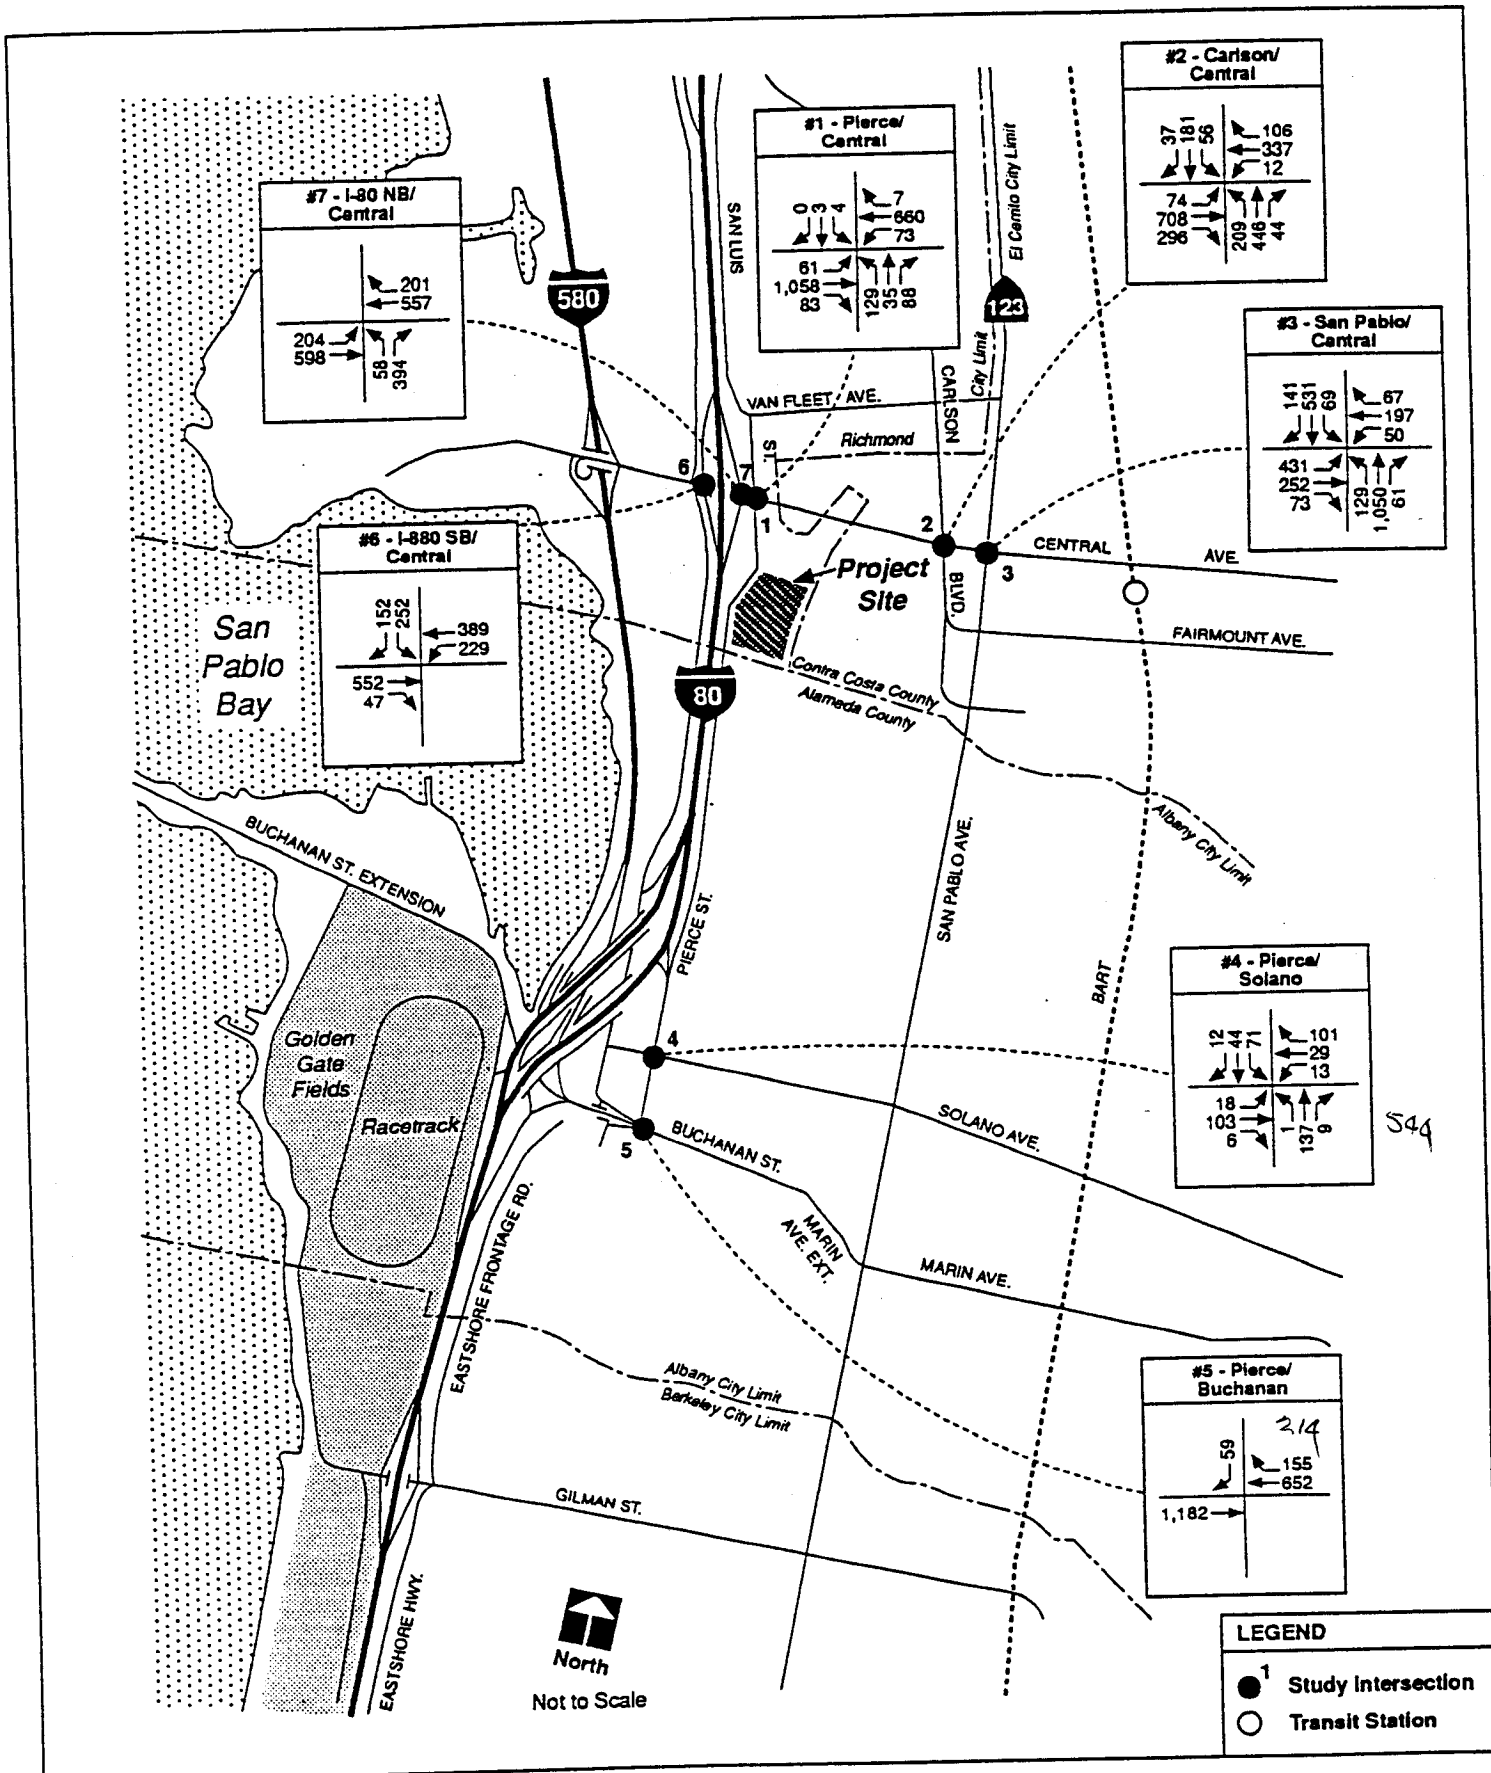 #2 - Carlson/
Central
37 181 56
106
337
12
74
708
296
209 446 44
#1 - Pierce/
Central
0 3 4
7
660
73
61
1,058
83
129 35 88
#7 - I-80 NB/
Central
201
557
204
598
58 394
580
SAN LUIS
ST.
El Cerrito City Limit
123
City Limit
#3 - San Pablo/
Central
141 531 69
67
197
50
431
252
73
129 1,050 61
VAN FLEET AVE.
CARLSON
BLVD.
Richmond
6
7
1
2
3
CENTRAL
AVE.
Project
Site
FAIRMOUNT AVE.
#6 - I-880 SB/
Central
152 252
389
229
552
47
San
Pablo
Bay
80
Contra Costa County
Alameda County
Albany City Limit
BUCHANAN ST. EXTENSION
PIERCE ST.
SAN PABLO AVE.
BART
#4 - Pierce/
Solano
12 44 71
101
29
13
18
103
6
1 137 9
544
Golden
Gate
Fields
Racetrack
4
5
SOLANO AVE.
BUCHANAN ST.
MARIN
AVE. EXT.
MARIN AVE.
EASTSHORE FRONTAGE RD.
Albany City Limit
Berkeley City Limit
#5 - Pierce/
Buchanan
214
59
155
652
1,182
GILMAN ST.
EASTSHORE HWY.
North
Not to Scale
LEGEND
1 Study Intersection
Transit Station